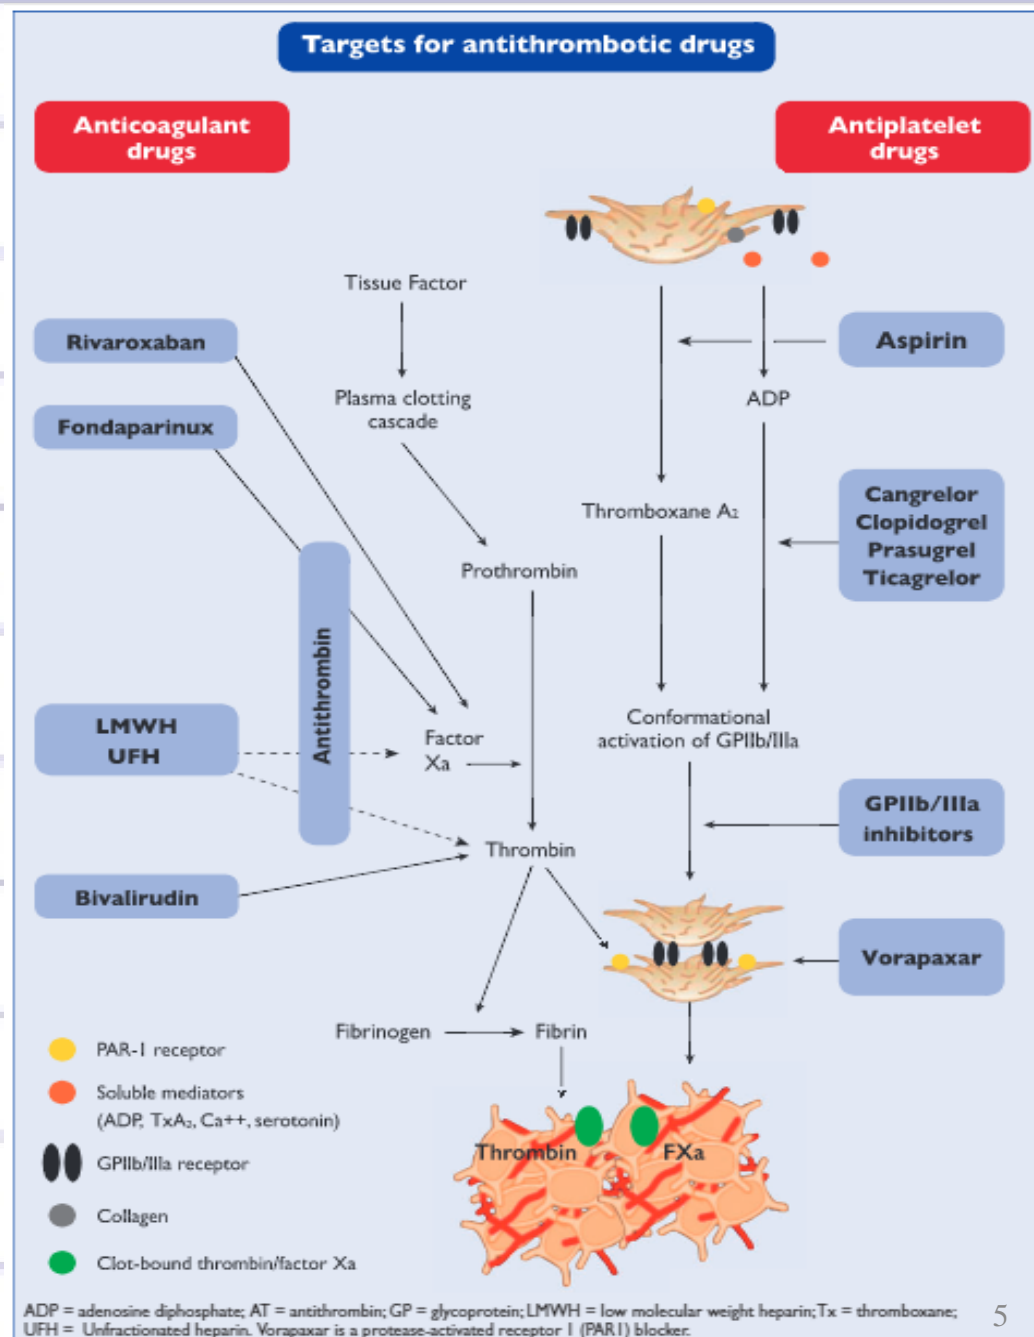 Targets for antithrombotic drugs
Anticoagulant
drugs
Antiplatelet
drugs
Tissue Factor
Rivaroxaban
Aspirin
Plasma clotting
cascade
ADP
Fondaparinux
Cangrelor
Clopidogrel
Prasugrel
Ticagrelor
Thromboxane A₂
Prothrombin
Antithrombin
LMWH
UFH
Factor
Xa
Conformational
activation of GPIIb/IIIa
GPIIb/IIIa
inhibitors
Thrombin
Bivalirudin
Vorapaxar
Fibrinogen
Fibrin
PAR-1 receptor
Soluble mediators
(ADP, TxA₂, Ca++, serotonin)
GPIIb/IIIa receptor
Collagen
Clot-bound thrombin/factor Xa
Thrombin
FXa
ADP = adenosine diphosphate; AT = antithrombin; GP = glycoprotein; LMWH = low molecular weight heparin; Tx = thromboxane;
UFH = Unfractionated heparin. Vorapaxar is a protease-activated receptor 1 (PAR1) blocker.
5